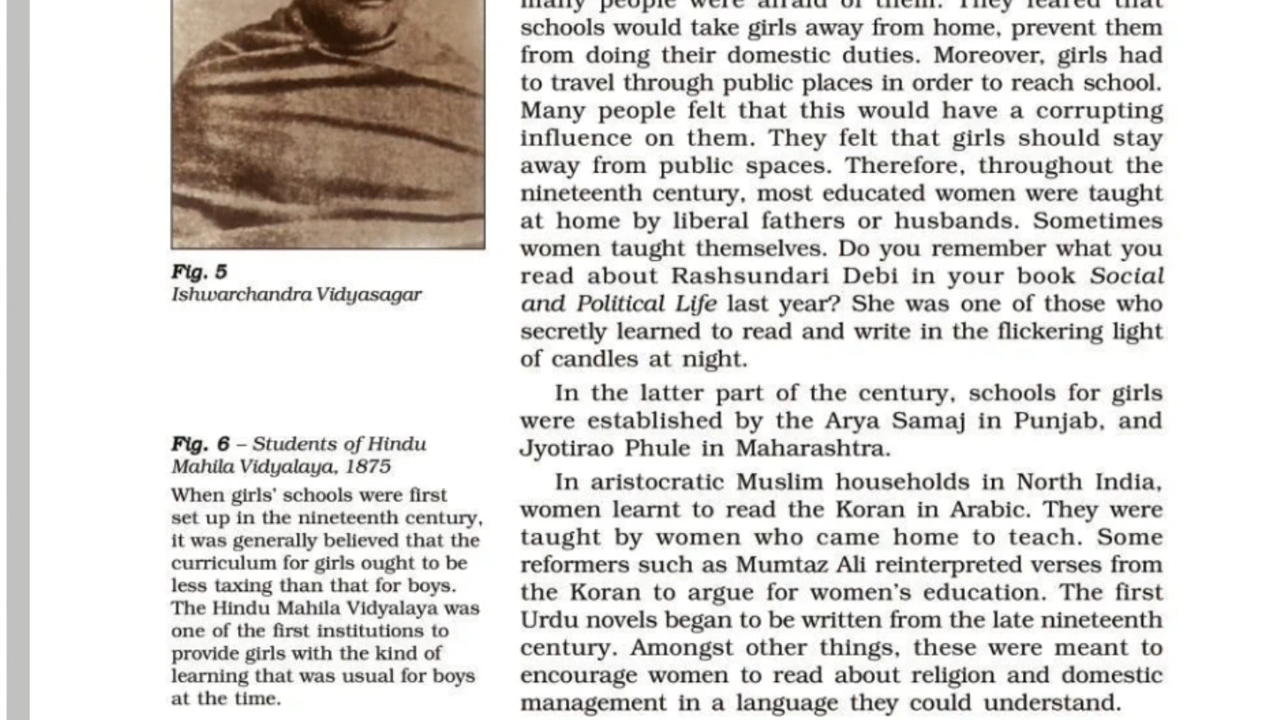 many people were afraid of them. They feared that
schools would take girls away from home, prevent them
from doing their domestic duties. Moreover, girls had
to travel through public places in order to reach school.
Many people felt that this would have a corrupting
influence on them. They felt that girls should stay
away from public spaces. Therefore, throughout the
nineteenth century, most educated women were taught
at home by liberal fathers or husbands. Sometimes
women taught themselves. Do you remember what you
read about Rashsundari Debi in your book Social
and Political Life last year? She was one of those who
secretly learned to read and write in the flickering light
of candles at night.
In the latter part of the century, schools for girls
were established by the Arya Samaj in Punjab, and
Jyotirao Phule in Maharashtra.
In aristocratic Muslim households in North India,
women learnt to read the Koran in Arabic. They were
taught by women who came home to teach. Some
reformers such as Mumtaz Ali reinterpreted verses from
the Koran to argue for women's education. The first
Urdu novels began to be written from the late nineteenth
century. Amongst other things, these were meant to
encourage women to read about religion and domestic
management in a language they could understand.
Fig. 5
Ishwarchandra Vidyasagar
Fig. 6 – Students of Hindu
Mahila Vidyalaya, 1875
When girls' schools were first
set up in the nineteenth century,
it was generally believed that the
curriculum for girls ought to be
less taxing than that for boys.
The Hindu Mahila Vidyalaya was
one of the first institutions to
provide girls with the kind of
learning that was usual for boys
at the time.